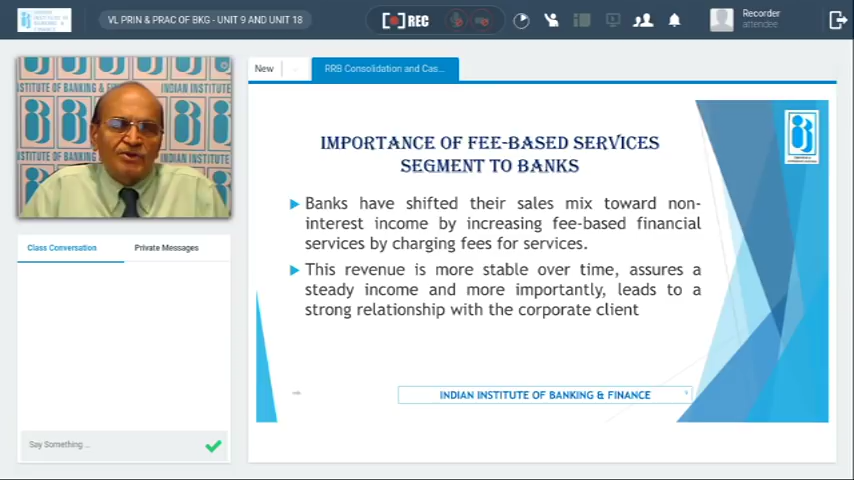 VL PRIN & PRAC OF BKG - UNIT 9 AND UNIT 18
REC
Recorder
attendee
New
RRB Consolidation and Cas...
INSTITUTE OF BANKING & FINANCE
INDIAN INSTITUTE
Class Conversation
Private Messages
Say Something ...
IMPORTANCE OF FEE-BASED SERVICES
SEGMENT TO BANKS
Banks have shifted their sales mix toward non-
interest income by increasing fee-based financial
services by charging fees for services.
This revenue is more stable over time, assures a
steady income and more importantly, leads to a
strong relationship with the corporate client
INDIAN INSTITUTE OF BANKING & FINANCE